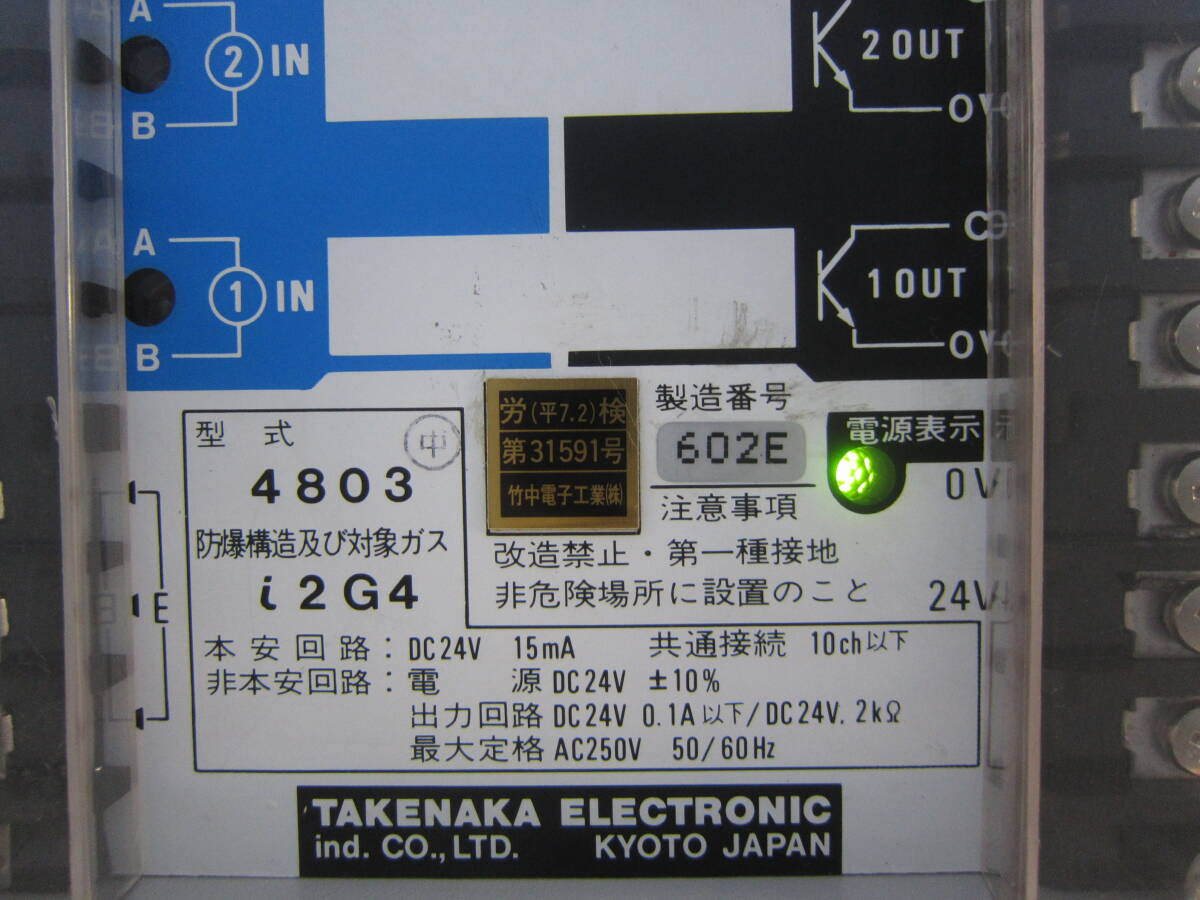 A
2 IN
B
2 OUT
0V
A
1 IN
B
C
1 OUT
0V
型 式 ㊥
4803
防爆構造及び対象ガス
i2G4
労(平7.2)検
第31591号
竹中電子工業㈱
製造番号
602E
注意事項
電源表示
0V
改造禁止・第一種接地
非危険場所に設置のこと
24V
E
本安回路：DC24V 15mA 共通接続 10ch以下
非本安回路：電 源 DC24V ±10%
出力回路 DC24V 0.1A以下/DC24V. 2kΩ
最大定格 AC250V 50/60Hz
TAKENAKA ELECTRONIC
ind. CO., LTD. KYOTO JAPAN